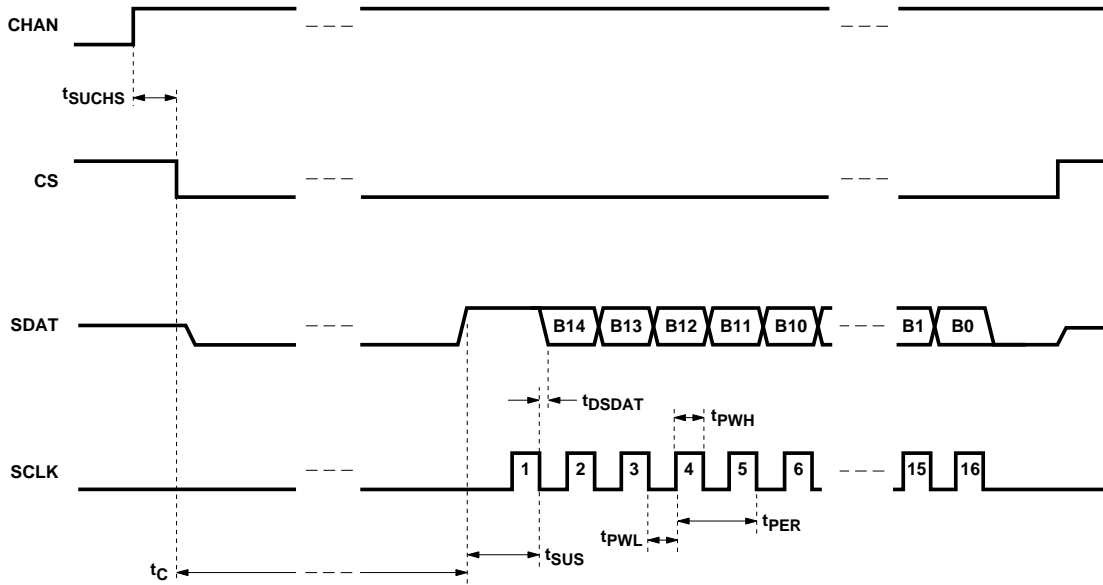 CHAN
tSUCHS
CS
SDAT
B14 B13 B12 B11 B10 B1 B0
tDSDAT
tPWH
SCLK
1 2 3 4 5 6 15 16
tPWL
tPER
tSUS
tC